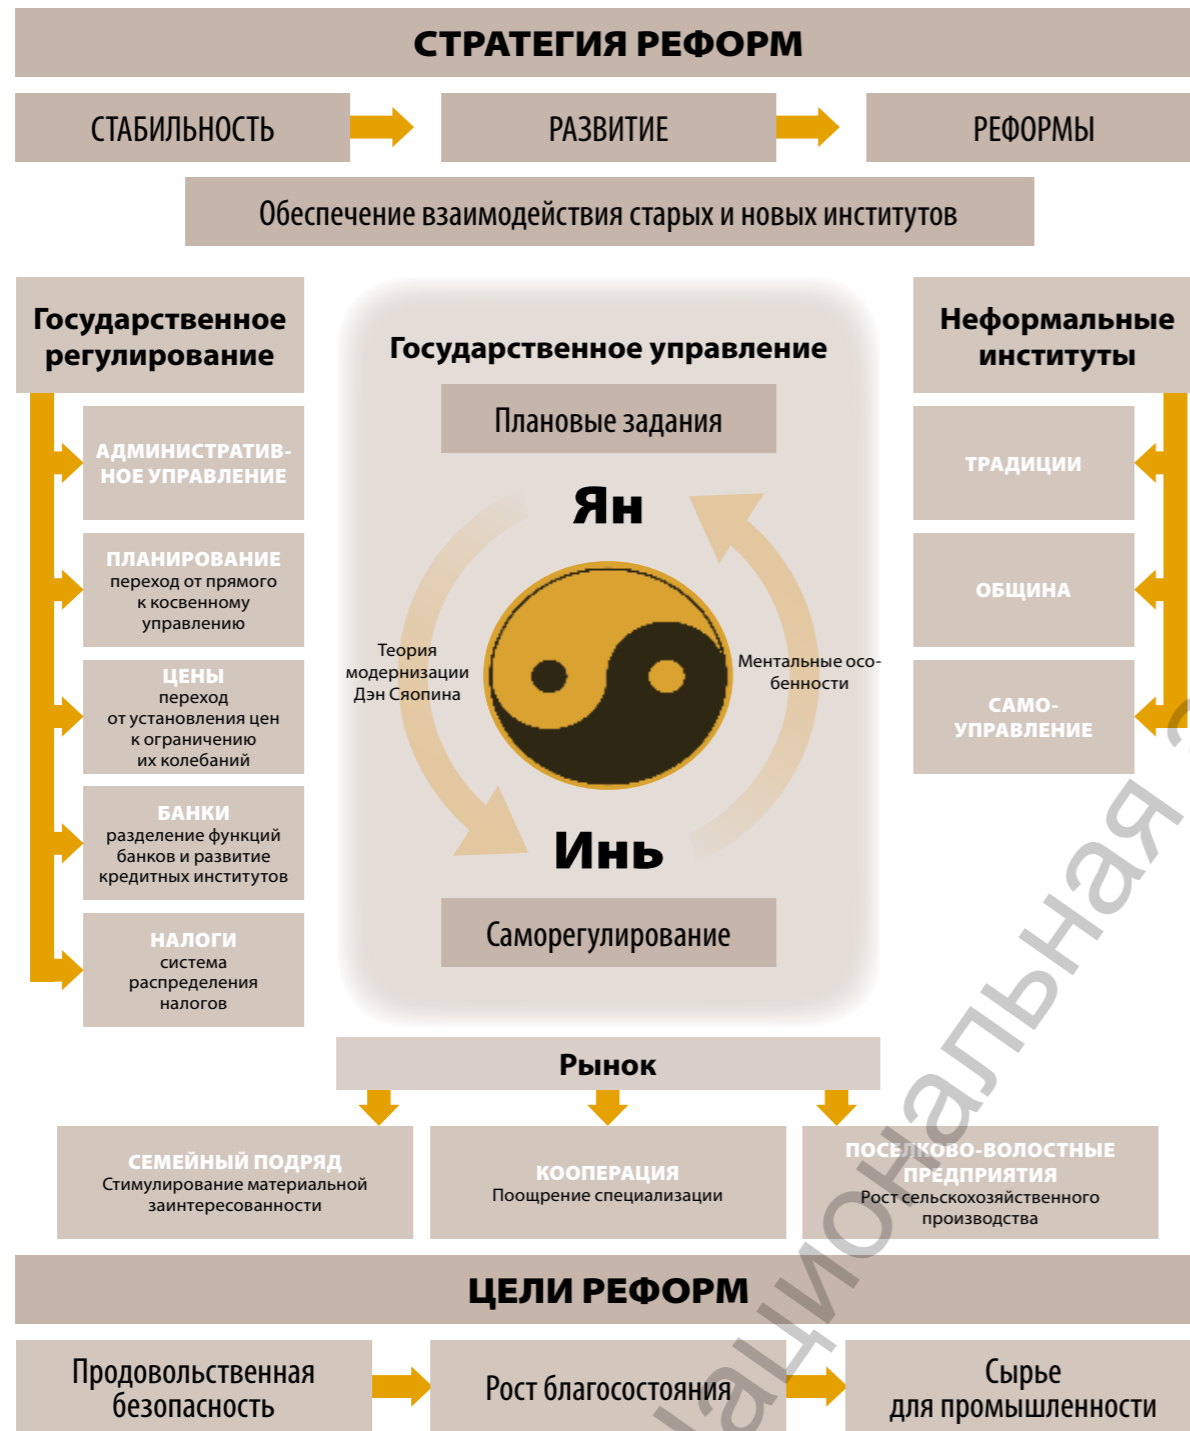 СТРАТЕГИЯ РЕФОРМ
СТАБИЛЬНОСТЬ
РАЗВИТИЕ
РЕФОРМЫ
Обеспечение взаимодействия старых и новых институтов
Государственное
регулирование
АДМИНИСТРАТИВ-
НОЕ УПРАВЛЕНИЕ
ПЛАНИРОВАНИЕ
переход от прямого
к косвенному
управлению
ЦЕНЫ
переход
от установления цен
к ограничению
их колебаний
БАНКИ
разделение функций
банков и развитие
кредитных институтов
НАЛОГИ
система
распределения
налогов
Государственное управление
Плановые задания
Ян
Теория
модернизации
Дэн Сяопина
Ментальные осо-
бенности
Инь
Саморегулирование
Неформальные
институты
ТРАДИЦИИ
ОБЩИНА
САМО-
УПРАВЛЕНИЕ
Рынок
СЕМЕЙНЫЙ ПОДРЯД
Стимулирование материальной
заинтересованности
КООПЕРАЦИЯ
Поощрение специализации
ПОСЕЛКОВО-ВОЛОСТНЫЕ
ПРЕДПРИЯТИЯ
Рост сельскохозяйственного
производства
ЦЕЛИ РЕФОРМ
Продовольственная
безопасность
Рост благосостояния
Сырье
для промышленности
Национальная